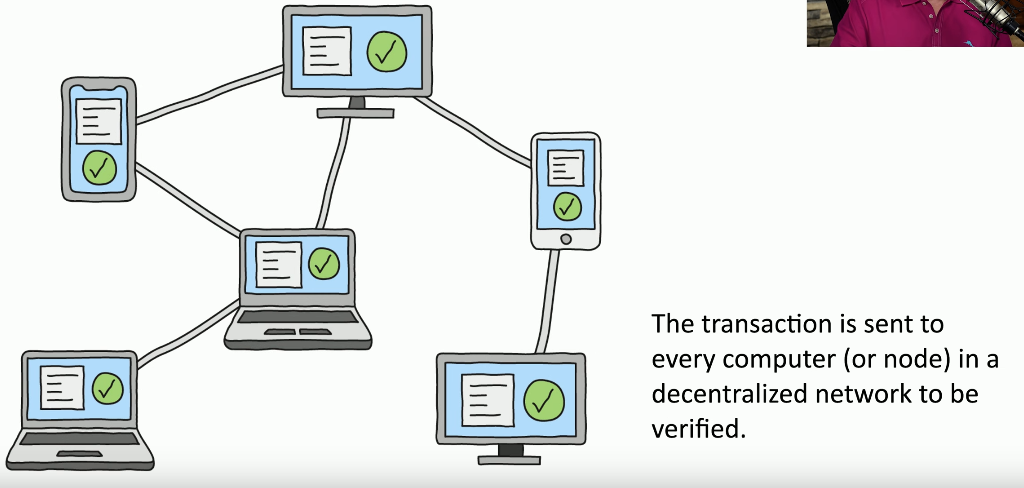 The transaction is sent to
every computer (or node) in a
decentralized network to be
verified.